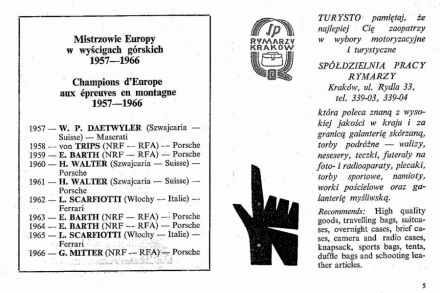 Mistrzowie Europy
w wyścigach górskich
1957—1966
Champions d'Europe
aux épreuves en montagne
1957—1966
1957 — W. P. DAETWYLER (Szwajcaria —
Suisse) — Maserati
1958 — von TRIPS (NRF — RFA) — Porsche
1959 — E. BARTH (NRF — RFA) — Porsche
1960 — H. WALTER (Szwajcaria — Suisse) —
Porsche
1961 — H. WALTER (Szwajcaria — Suisse) —
Porsche
1962 — L. SCARFIOTTI (Włochy — Italie) —
Ferrari
1963 — E. BARTH (NRF — RFA) — Porsche
1964 — E. BARTH (NRF — RFA) — Porsche
1965 — L. SCARFIOTTI (Włochy — Italie) —
Ferrari
1966 — G. MITTER (NRF — RFA) — Porsche
SP
RYMARZY
KRAKÓW
TURYSTO pamiętaj, że
najlepiej Cię zaopatrzy
w wybory motoryzacyjne
i turystyczne
SPÓŁDZIELNIA PRACY
RYMARZY
Kraków, ul. Rydla 33,
tel. 339-03, 339-04
która poleca znaną z wyso-
kiej jakości w kraju i za
granicą galanterię skórzaną,
torby podróżne — walizy,
nesesery, teczki, futerały na
foto- i radioaparaty, plecaki,
torby sportowe, namioty,
worki pościelowe oraz ga-
lanterię myśliwską.
Recommends: High quality
goods, travelling bags, suitca-
ses, overnight cases, brief ca-
ses, camera and radio cases,
knapsack, sports bags, tents,
duffle bags and schooting lea-
ther articles.
5